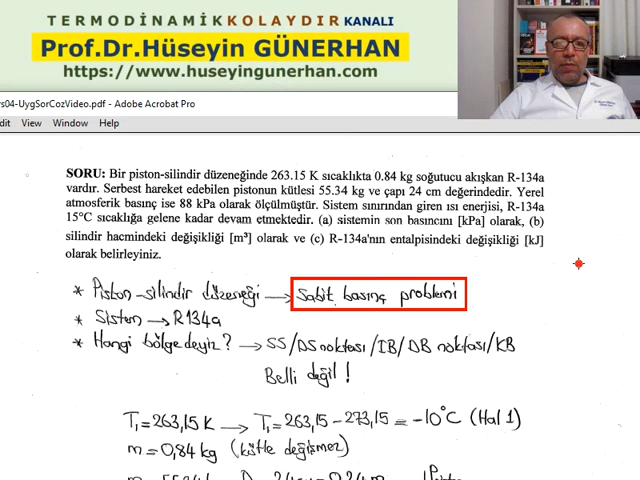 TERMODİNAMİKKOLAYDIR KANALI
Prof.Dr.Hüseyin GÜNERHAN
https://www.huseyingunerhan.com
rs04-UygSorCozVideo.pdf - Adobe Acrobat Pro
dit View Window Help
SORU: Bir piston-silindir düzeneğinde 263.15 K sıcaklıkta 0.84 kg soğutucu akışkan R-134a
vardır. Serbest hareket edebilen pistonun kütlesi 55.34 kg ve çapı 24 cm değerindedir. Yerel
atmosferik basınç ise 88 kPa olarak ölçülmüştür. Sistem sınırından giren ısı enerjisi, R-134a
15°C sıcaklığa gelene kadar devam etmektedir. (a) sistemin son basıncını [kPa] olarak, (b)
silindir hacmindeki değişikliği [m³] olarak ve (c) R-134a'nın entalpisindeki değişikliği [kJ]
olarak belirleyiniz.
* Piston-silindir düzeneği → Sabit basınç problemi
* Sistem → R134a
* Hangi bölgedeyiz? → SS/DS noktası/IB/DB noktası/KB
Belli değil!
T₁=263,15 K → T₁=263,15-273,15=-10°C (Hal 1)
m=0,84 kg (kütle değişmez)